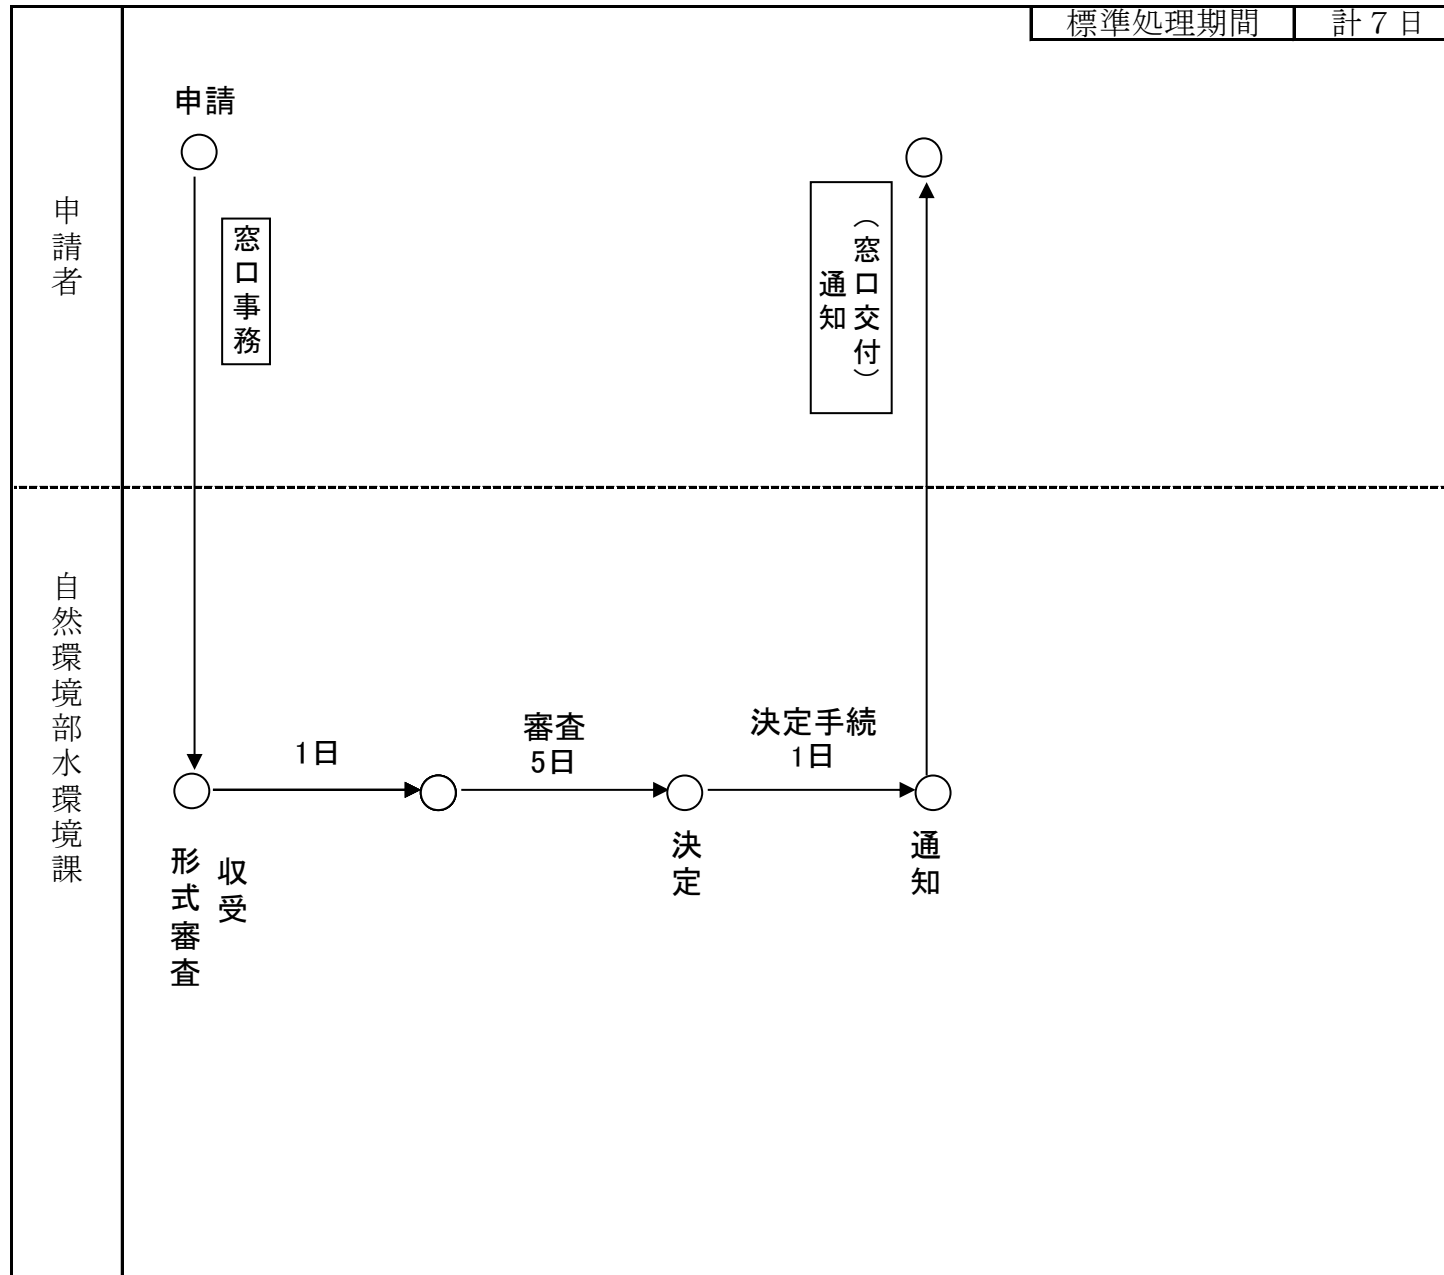 標準処理期間
計７日
申請者
申請
窓口事務
通知
（窓口交付）
自然環境部水環境課
1日
審査
5日
決定手続
1日
収受
形式審査
決定
通知